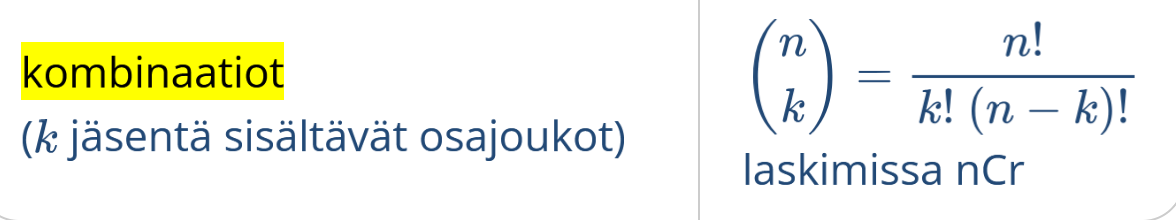 kombinaatiot
(k jäsentä sisältävät osajoukot)
(n k) = n! / k! (n − k)!
laskimissa nCr